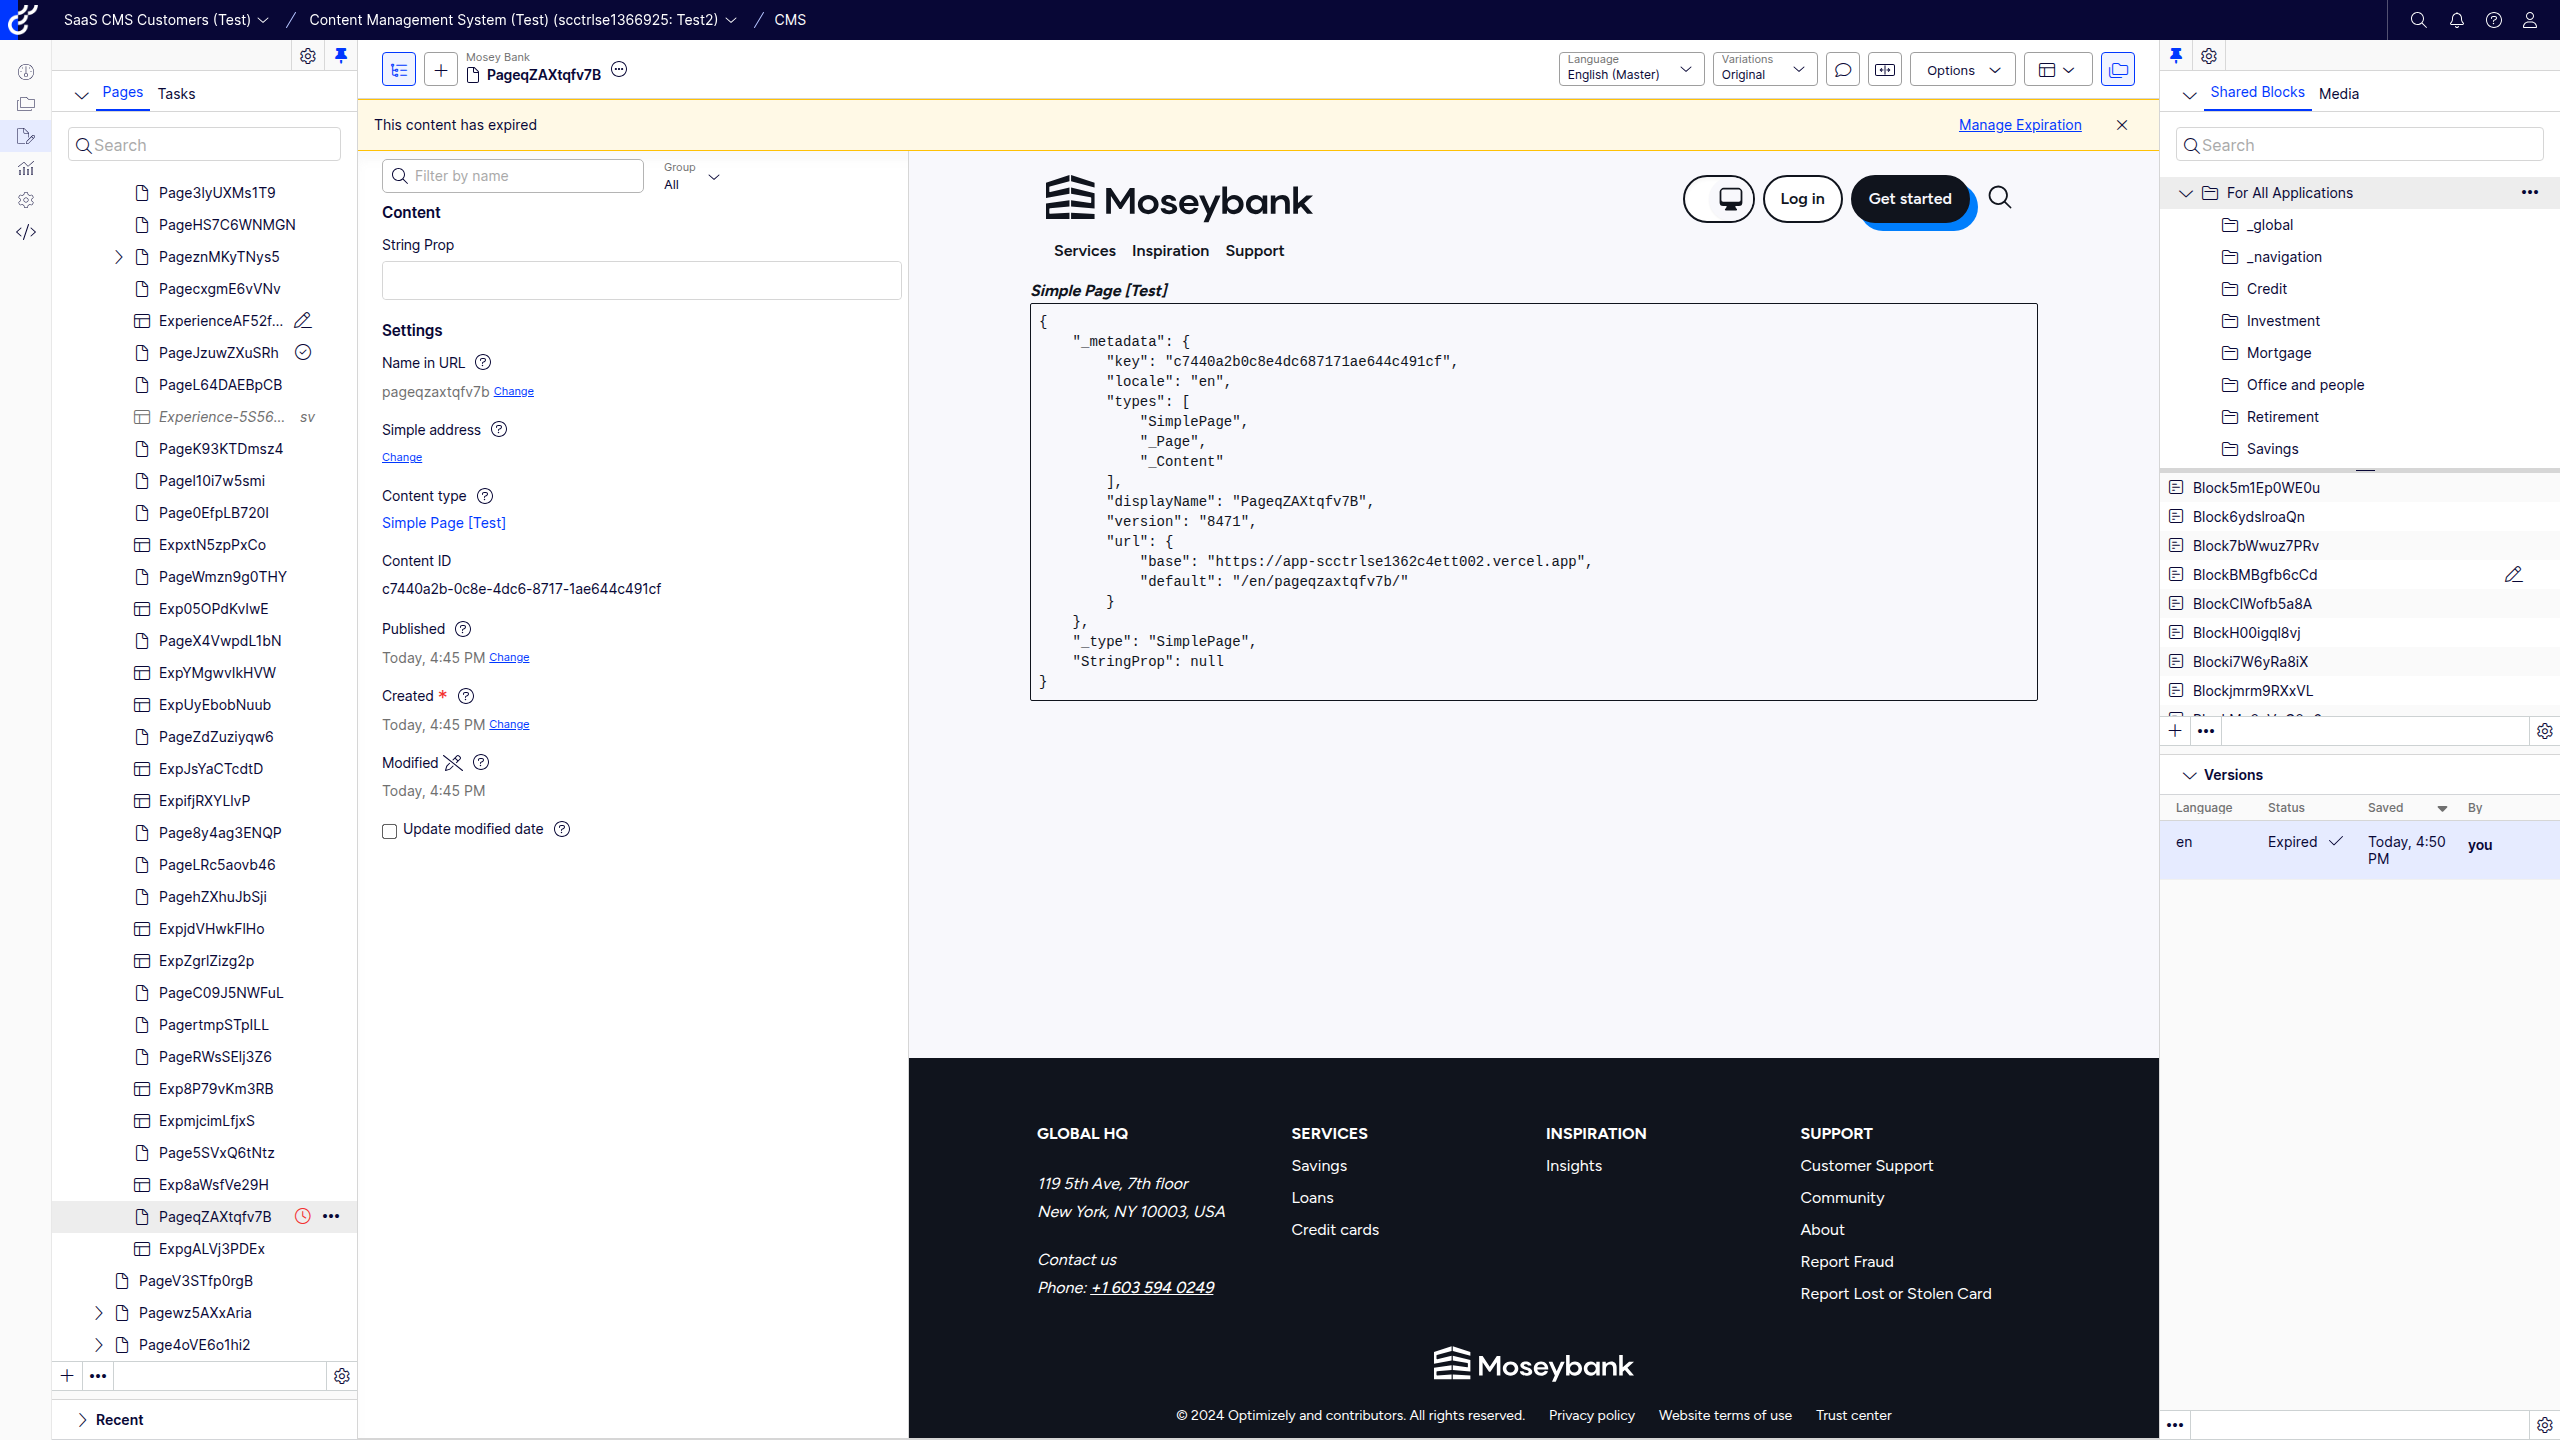 SaaS CMS Customers (Test) / Content Management System (Test) (scctrlse1366925: Test2) / CMS
Pages Tasks
Search
Page3lyUXMs1T9
PageHS7C6WNMGN
PageznMKyTNys5
PagecxgmE6vVNv
ExperienceAF52f...
PageJzuwZXuSRh
PageL64DAEBpCB
Experience-5S56... sv
PageK93KTDmsz4
PageI10i7w5smi
Page0EfpLB720I
ExpxtN5zpPxCo
PageWmzn9g0THY
Exp05OPdKvIwE
PageX4VwpdL1bN
ExpYMgwvlkHVW
ExpUyEbobNuub
PageZdZuziyqw6
ExpJsYaCTcdtD
ExpifjRXYLlvP
Page8y4ag3ENQP
PageLRc5aovb46
PagehZXhuJbSji
ExpjdVHwkFlHo
ExpZgrlZizg2p
PageC09J5NWFuL
PagertmpSTpILL
PageRWsSElj3Z6
Exp8P79vKm3RB
ExpmjcimLfjxS
Page5SVxQ6tNtz
Exp8aWsfVe29H
PageqZAXtqfv7B
ExpgALVj3PDEx
PageV3STfp0rgB
Pagewz5AXxAria
Page4oVE6o1hi2
Recent
Mosey Bank
PageqZAXtqfv7B
Language
English (Master)
Variations
Original
Options
This content has expired
Manage Expiration
Filter by name
Group
All
Content
String Prop
Settings
Name in URL
pageqzaxtqfv7b Change
Simple address
Change
Content type
Simple Page [Test]
Content ID
c7440a2b-0c8e-4dc6-8717-1ae644c491cf
Published
Today, 4:45 PM Change
Created *
Today, 4:45 PM Change
Modified
Today, 4:45 PM
Update modified date
Moseybank
Log in
Get started
Services Inspiration Support
Simple Page [Test]
{
"_metadata": {
"key": "c7440a2b0c8e4dc687171ae644c491cf",
"locale": "en",
"types": [
"SimplePage",
"_Page",
"_Content"
],
"displayName": "PageqZAXtqfv7B",
"version": "8471",
"url": {
"base": "https://app-scctrlse1362c4ett002.vercel.app",
"default": "/en/pageqzaxtqfv7b/"
}
},
"_type": "SimplePage",
"StringProp": null
}
GLOBAL HQ
119 5th Ave, 7th floor
New York, NY 10003, USA
Contact us
Phone: +1 603 594 0249
SERVICES
Savings
Loans
Credit cards
INSPIRATION
Insights
SUPPORT
Customer Support
Community
About
Report Fraud
Report Lost or Stolen Card
Moseybank
© 2024 Optimizely and contributors. All rights reserved. Privacy policy Website terms of use Trust center
Shared Blocks Media
Search
For All Applications
_global
_navigation
Credit
Investment
Mortgage
Office and people
Retirement
Savings
Block5m1Ep0WE0u
Block6ydslroaQn
Block7bWwuz7PRv
BlockBMBgfb6cCd
BlockClWofb5a8A
BlockH00igql8vj
Blocki7W6yRa8iX
Blockjmrm9RXxVL
Versions
Language Status Saved By
en Expired Today, 4:50 PM you